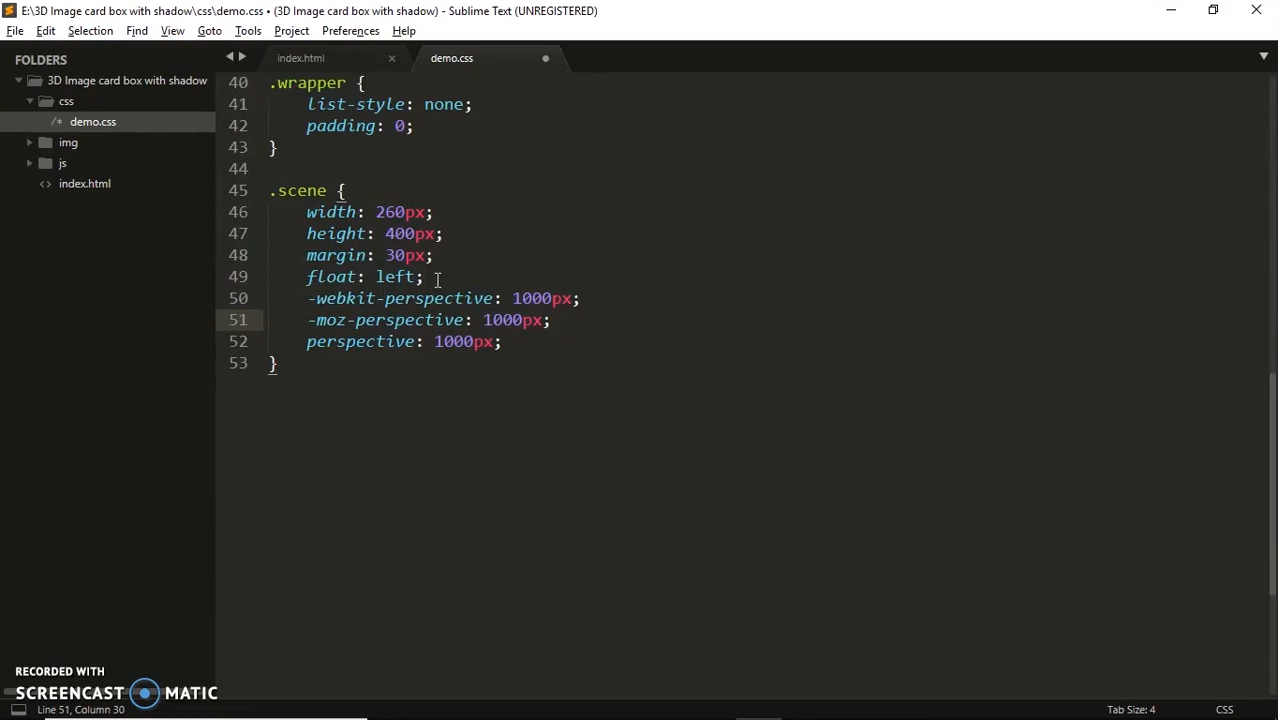 E:\3D Image card box with shadow\css\demo.css • (3D Image card box with shadow) - Sublime Text (UNREGISTERED)
File Edit Selection Find View Goto Tools Project Preferences Help
FOLDERS
3D Image card box with shadow
css
/* demo.css
img
js
<> index.html
index.html × demo.css
40 .wrapper {
41 list-style: none;
42 padding: 0;
43 }
44
45 .scene {
46 width: 260px;
47 height: 400px;
48 margin: 30px;
49 float: left;
50 -webkit-perspective: 1000px;
51 -moz-perspective: 1000px;
52 perspective: 1000px;
53 }
RECORDED WITH
SCREENCAST MATIC
Line 51, Column 30 Tab Size: 4 CSS